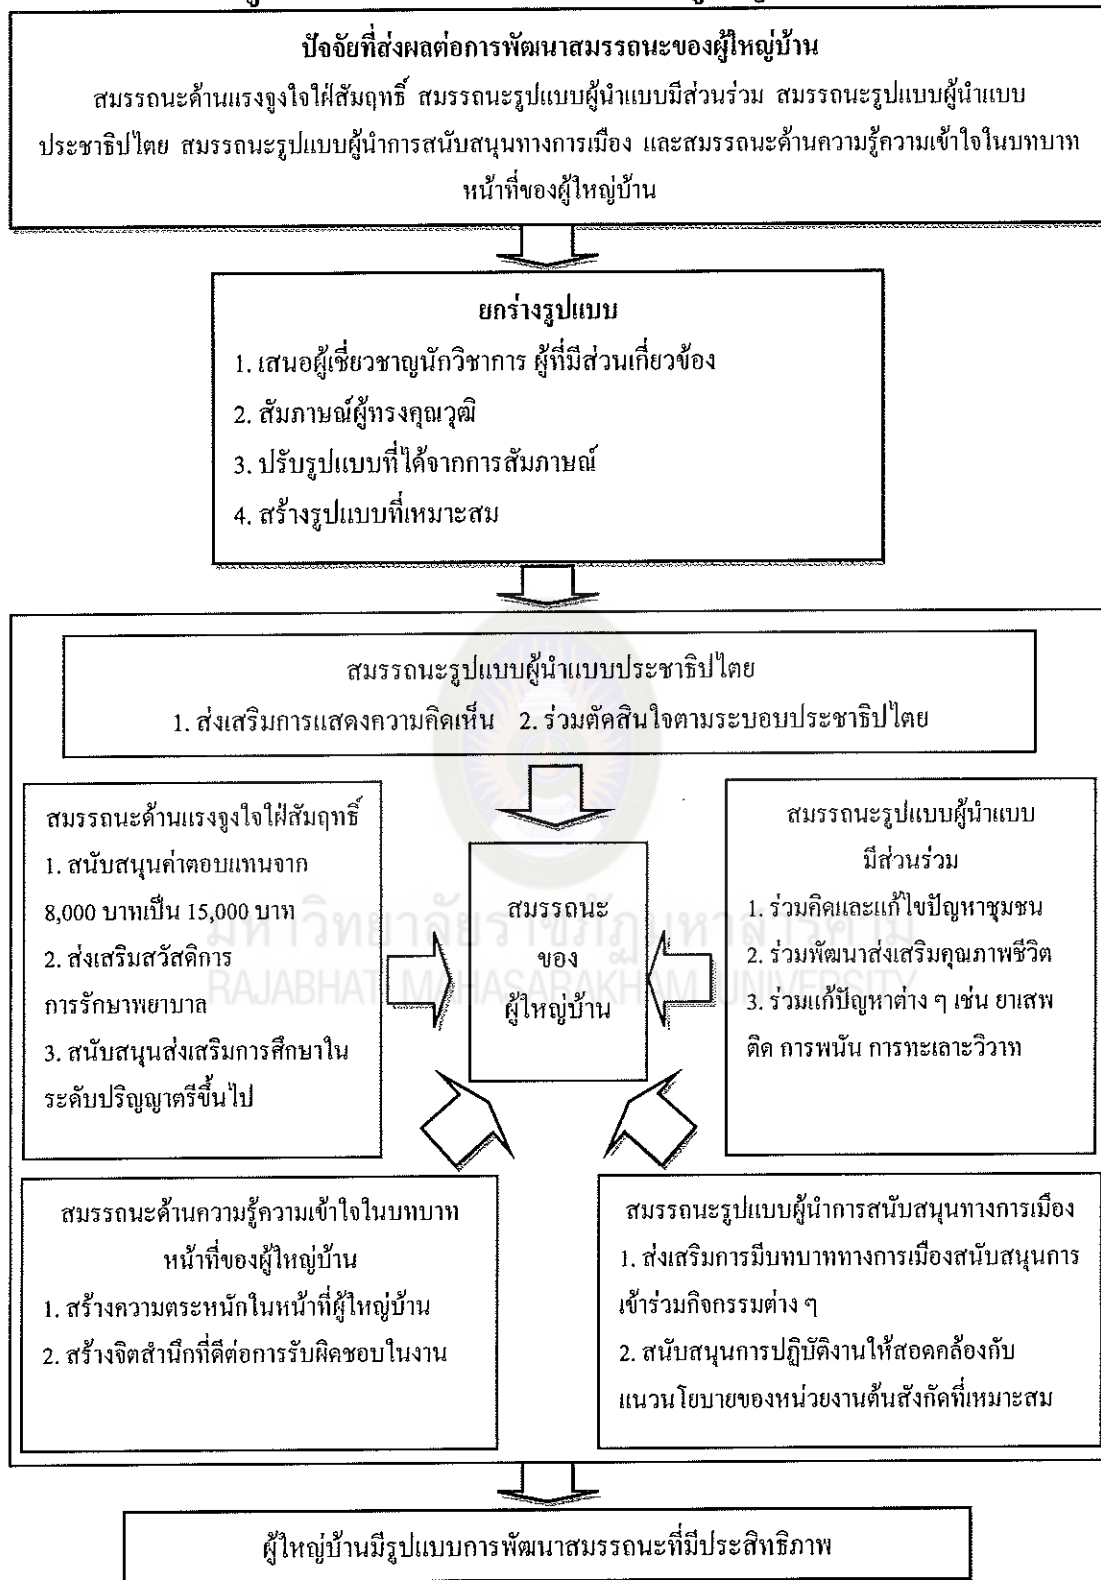 ปัจจัยที่ส่งผลต่อการพัฒนาสมรรถนะของผู้ใหญ่บ้าน
สมรรถนะด้านแรงจูงใจใฝ่สัมฤทธิ์ สมรรถนะรูปแบบผู้นำแบบมีส่วนร่วม สมรรถนะรูปแบบผู้นำแบบ
ประชาธิปไตย สมรรถนะรูปแบบผู้นำการสนับสนุนทางการเมือง และสมรรถนะด้านความรู้ความเข้าใจในบทบาท
หน้าที่ของผู้ใหญ่บ้าน
ยกร่างรูปแบบ
1. เสนอผู้เชี่ยวชาญนักวิชาการ ผู้ที่มีส่วนเกี่ยวข้อง
2. สัมภาษณ์ผู้ทรงคุณวุฒิ
3. ปรับรูปแบบที่ได้จากการสัมภาษณ์
4. สร้างรูปแบบที่เหมาะสม
สมรรถนะรูปแบบผู้นำแบบประชาธิปไตย
1. ส่งเสริมการแสดงความคิดเห็น 2. ร่วมตัดสินใจตามระบอบประชาธิปไตย
สมรรถนะด้านแรงจูงใจใฝ่สัมฤทธิ์
1. สนับสนุนค่าตอบแทนจาก
8,000 บาทเป็น 15,000 บาท
2. ส่งเสริมสวัสดิการ
การรักษาพยาบาล
3. สนับสนุนส่งเสริมการศึกษาใน
ระดับปริญญาตรีขึ้นไป
สมรรถนะ
ของ
ผู้ใหญ่บ้าน
สมรรถนะรูปแบบผู้นำแบบ
มีส่วนร่วม
1. ร่วมคิดและแก้ไขปัญหาชุมชน
2. ร่วมพัฒนาส่งเสริมคุณภาพชีวิต
3. ร่วมแก้ปัญหาต่าง ๆ เช่น ยาเสพ
ติด การพนัน การทะเลาะวิวาท
มหาวิทยาลัยราชภัฏมหาสารคาม
RAJABHAT MAHASARAKHAM UNIVERSITY
สมรรถนะด้านความรู้ความเข้าใจในบทบาท
หน้าที่ของผู้ใหญ่บ้าน
1. สร้างความตระหนักในหน้าที่ผู้ใหญ่บ้าน
2. สร้างจิตสำนึกที่ดีต่อการรับผิดชอบในงาน
สมรรถนะรูปแบบผู้นำการสนับสนุนทางการเมือง
1. ส่งเสริมการมีบทบาททางการเมืองสนับสนุนการ
เข้าร่วมกิจกรรมต่าง ๆ
2. สนับสนุนการปฏิบัติงานให้สอดคล้องกับ
แนวนโยบายของหน่วยงานต้นสังกัดที่เหมาะสม
ผู้ใหญ่บ้านมีรูปแบบการพัฒนาสมรรถนะที่มีประสิทธิภาพ